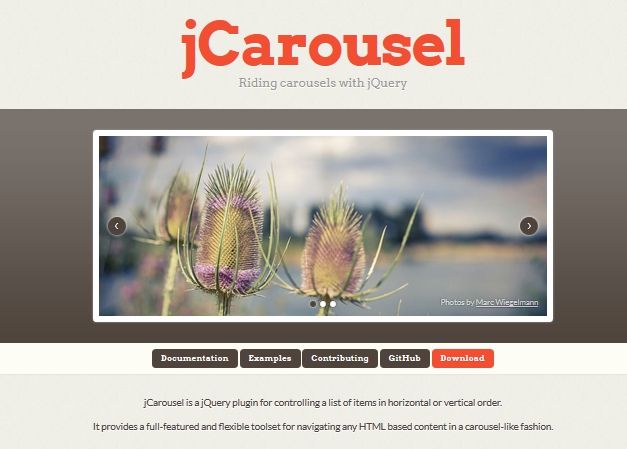 jCarousel
Riding carousels with jQuery
Photos by Marc Wiegelmann
Documentation Examples Contributing GitHub Download
jCarousel is a jQuery plugin for controlling a list of items in horizontal or vertical order.
It provides a full-featured and flexible toolset for navigating any HTML based content in a carousel-like fashion.